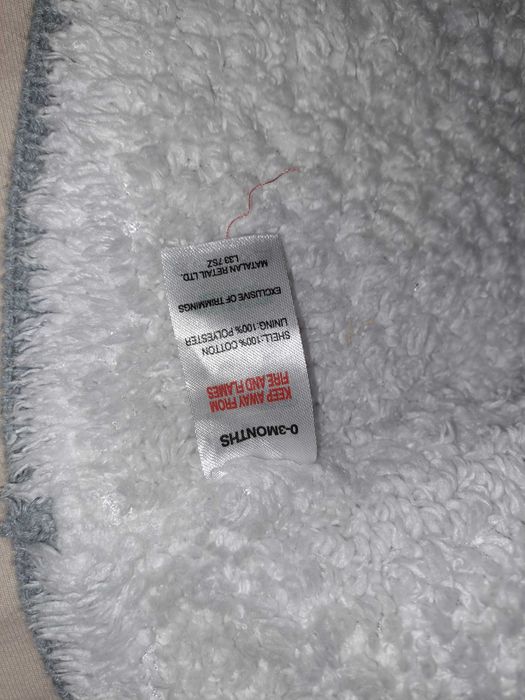 0-3MONTHS
KEEP AWAY FROM
FIRE AND FLAMES
SHELL:100% COTTON
LINING:100% POLYESTER
EXCLUSIVE OF TRIMMINGS
MATALAN RETAIL LTD.
L33 7SZ